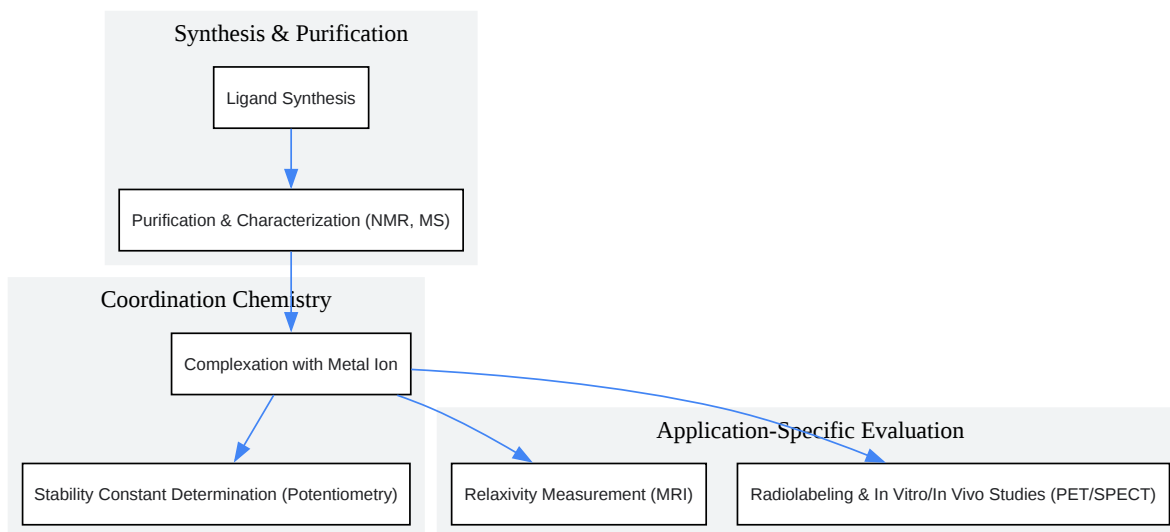 Synthesis & Purification
Ligand Synthesis
Purification & Characterization (NMR, MS)
Coordination Chemistry
Complexation with Metal Ion
Application-Specific Evaluation
Stability Constant Determination (Potentiometry)
Relaxivity Measurement (MRI)
Radiolabeling & In Vitro/In Vivo Studies (PET/SPECT)